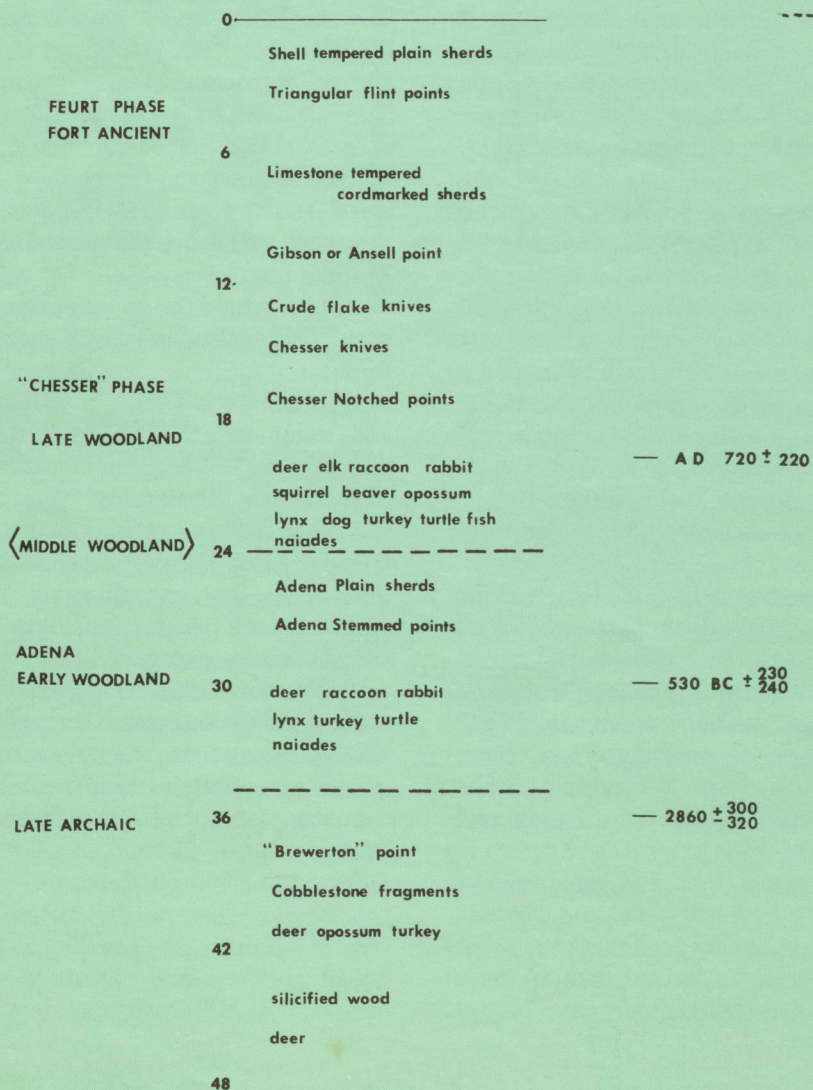 0
Shell tempered plain sherds
Triangular flint points
FEURT PHASE
FORT ANCIENT
6
Limestone tempered
cordmarked sherds
Gibson or Ansell point
12-
Crude flake knives
Chesser knives
"CHESSER" PHASE
Chesser Notched points
18
LATE WOODLAND
— AD 720 ± 220
deer elk raccoon rabbit
squirrel beaver opossum
lynx dog turkey turtle fish
naiades
⟨MIDDLE WOODLAND⟩ 24
Adena Plain sherds
Adena Stemmed points
ADENA
EARLY WOODLAND
30
— 530 BC ± 230
240
deer raccoon rabbit
lynx turkey turtle
naiades
LATE ARCHAIC
36
— 2860 ± 300
320
"Brewerton" point
Cobblestone fragments
deer opossum turkey
42
silicified wood
deer
48